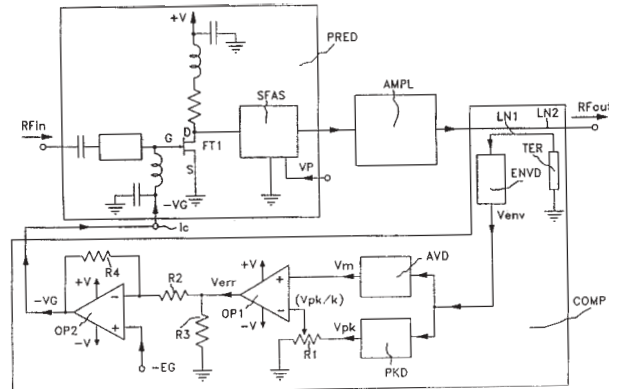 +V
PRED
SFAS
AMPL
RFin
G
D
S
FT1
VP
-VG
Ic
LN1
LN2
RFout
TER
ENVD
Venv
R4
-VG
+V
-V
OP2
-
+
-EG
R2
R3
Verr
+V
-V
OP1
+
-
(Vpk/k)
R1
Vm
AVD
Vpk
PKD
COMP